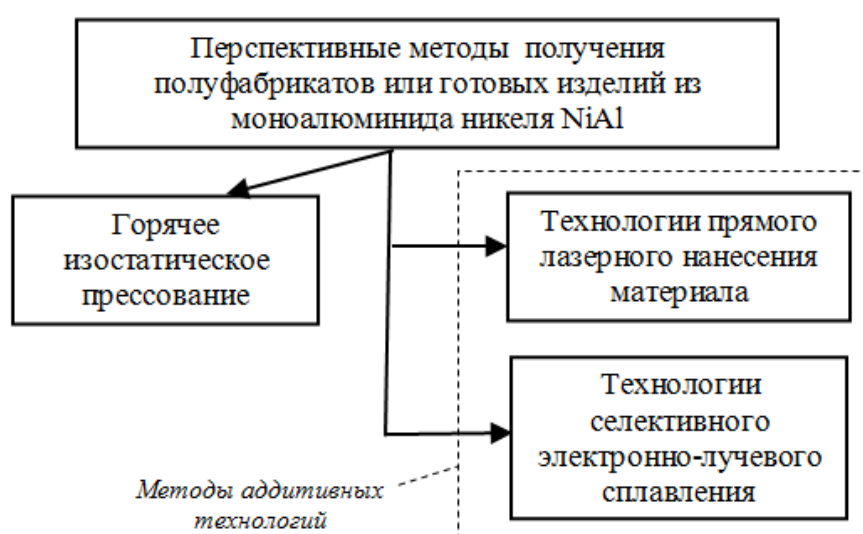 Перспективные методы получения
полуфабрикатов или готовых изделий из
моноалюминида никеля NiAl
Горячее
изостатическое
прессование
Технологии прямого
лазерного нанесения
материала
Технологии
селективного
электронно-лучевого
сплавления
Методы аддитивных
технологий